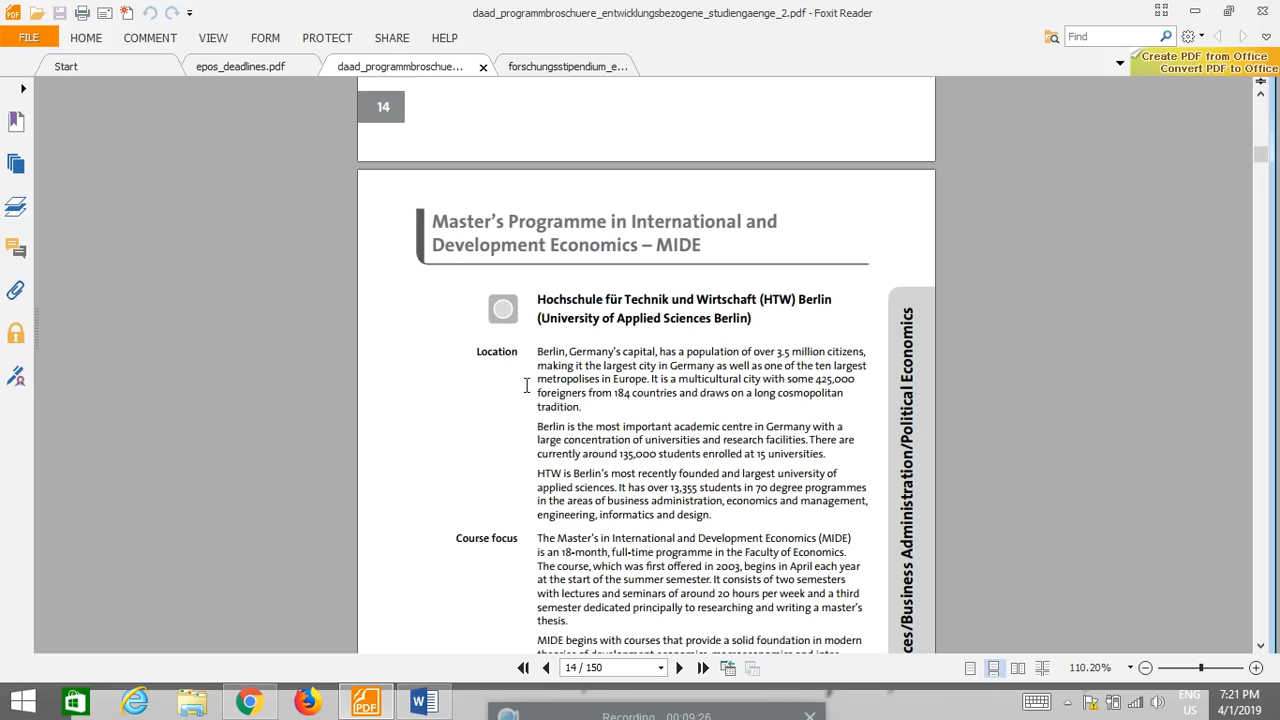 daad_programmbroschuere_entwicklungsbezogene_studiengaenge_2.pdf - Foxit Reader
FILE HOME COMMENT VIEW FORM PROTECT SHARE HELP
Find
Create PDF from Office
Convert PDF to Office
Start epos_deadlines.pdf daad_programmbroschue... forschungsstipendium_e...
14
Master's Programme in International and
Development Economics – MIDE
Hochschule für Technik und Wirtschaft (HTW) Berlin
(University of Applied Sciences Berlin)
Location
Berlin, Germany's capital, has a population of over 3.5 million citizens,
making it the largest city in Germany as well as one of the ten largest
metropolises in Europe. It is a multicultural city with some 425,000
foreigners from 184 countries and draws on a long cosmopolitan
tradition.
Berlin is the most important academic centre in Germany with a
large concentration of universities and research facilities. There are
currently around 135,000 students enrolled at 15 universities.
HTW is Berlin's most recently founded and largest university of
applied sciences. It has over 13,355 students in 70 degree programmes
in the areas of business administration, economics and management,
engineering, informatics and design.
Course focus
The Master's in International and Development Economics (MIDE)
is an 18-month, full-time programme in the Faculty of Economics.
The course, which was first offered in 2003, begins in April each year
at the start of the summer semester. It consists of two semesters
with lectures and seminars of around 20 hours per week and a third
semester dedicated principally to researching and writing a master's
thesis.
MIDE begins with courses that provide a solid foundation in modern
theories of development economics, macroeconomics and inter-
ces/Business Administration/Political Economics
14 / 150
110.20%
Recording 00:09:26
ENG
US
7:21 PM
4/1/2019